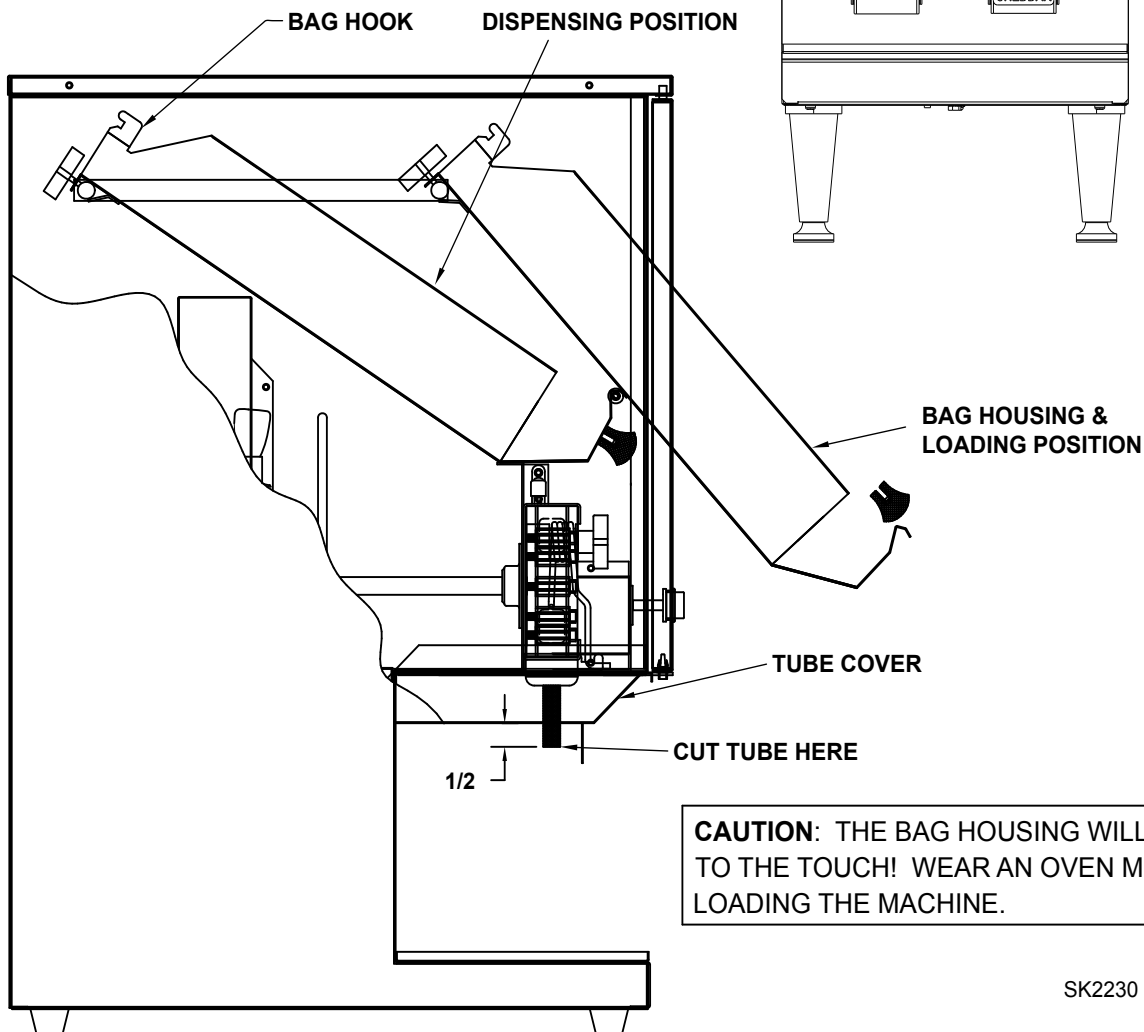 BAG HOOK
DISPENSING POSITION
BAG HOUSING &
LOADING POSITION
TUBE COVER
CUT TUBE HERE
1/2
CAUTION: THE BAG HOUSING WILL
TO THE TOUCH! WEAR AN OVEN M
LOADING THE MACHINE.
SK2230